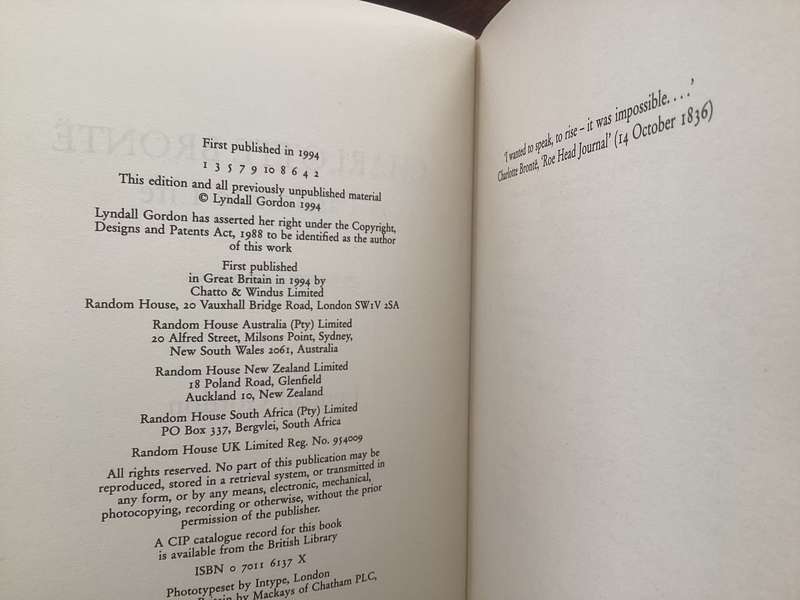 First published in 1994
1 3 5 7 9 10 8 6 4 2
This edition and all previously unpublished material
© Lyndall Gordon 1994
Lyndall Gordon has asserted her right under the Copyright,
Designs and Patents Act, 1988 to be identified as the author
of this work
First published
in Great Britain in 1994 by
Chatto & Windus Limited
Random House, 20 Vauxhall Bridge Road, London SW1V 2SA
Random House Australia (Pty) Limited
20 Alfred Street, Milsons Point, Sydney,
New South Wales 2061, Australia
Random House New Zealand Limited
18 Poland Road, Glenfield
Auckland 10, New Zealand
Random House South Africa (Pty) Limited
PO Box 337, Bergvlei, South Africa
Random House UK Limited Reg. No. 954009
All rights reserved. No part of this publication may be
reproduced, stored in a retrieval system, or transmitted in
any form, or by any means, electronic, mechanical,
photocopying, recording or otherwise, without the prior
permission of the publisher.
A CIP catalogue record for this book
is available from the British Library
ISBN 0 7011 6137 X
Phototypeset by Intype, London
Britain by Mackays of Chatham PLC,
'I wanted to speak, to rise – it was impossible. . . .'
Charlotte Brontë, 'Roe Head Journal' (14 October 1836)